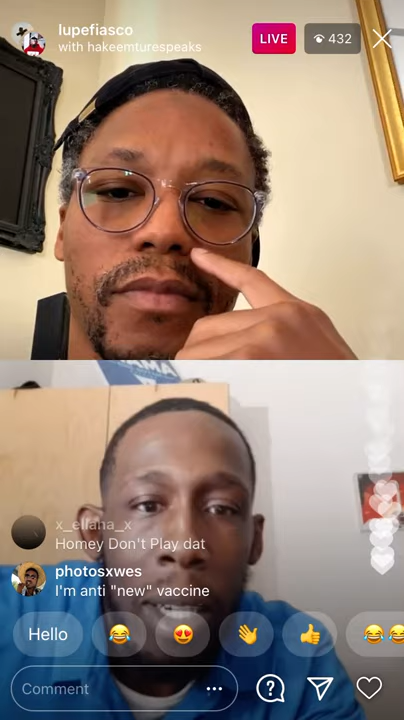 lupefiasco
with hakeemturespeaks
LIVE
432
x_ellana_x
Homey Don't Play dat
photosxwes
I'm anti "new" vaccine
Hello
Comment